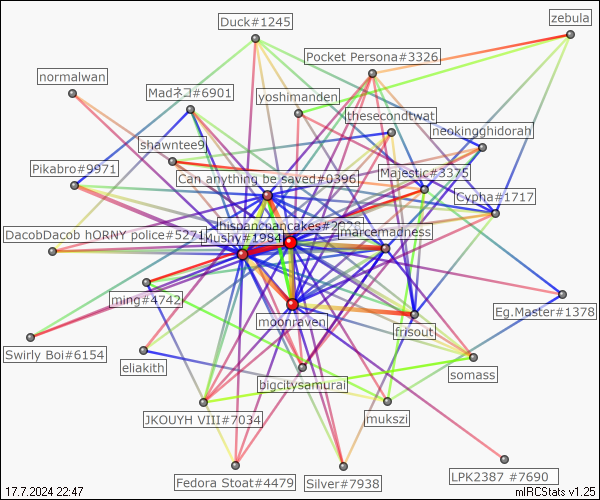 zebula
Duck#1245
Pocket Persona#3326
normalwan
Madネコ#6901
yoshimanden
thesecondtwat
neokingghidorah
shawntee9
Pikabro#9971
Can anything be saved#0396
Majestic#3375
Cypha#1717
DacobDacob hORNY police#5271
Mushy#1984
marcemadness
ming#4742
Eg.Master#1378
moonraven
frisout
Swirly Boi#6154
eliakith
somass
bigcitysamurai
JKOUYH VIII#7034
mukszi
Fedora Stoat#4479
Silver#7938
LPK2387 #7690
17.7.2024 22:47
mIRCStats v1.25